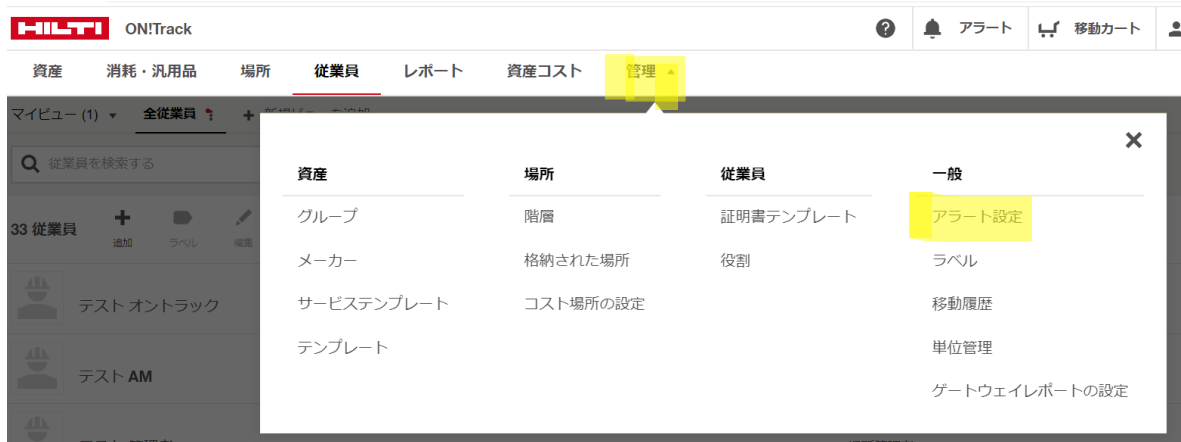 HILTI ON!Track
アラート 移動カート
資産 消耗・汎用品 場所 従業員 レポート 資産コスト 管理
マイビュー (1) 全従業員
従業員を検索する
33 従業員
追加 ラベル 編集
テスト オントラック
テスト AM
資産
グループ
メーカー
サービステンプレート
テンプレート
場所
階層
格納された場所
コスト場所の設定
従業員
証明書テンプレート
役割
一般
アラート設定
ラベル
移動履歴
単位管理
ゲートウェイレポートの設定